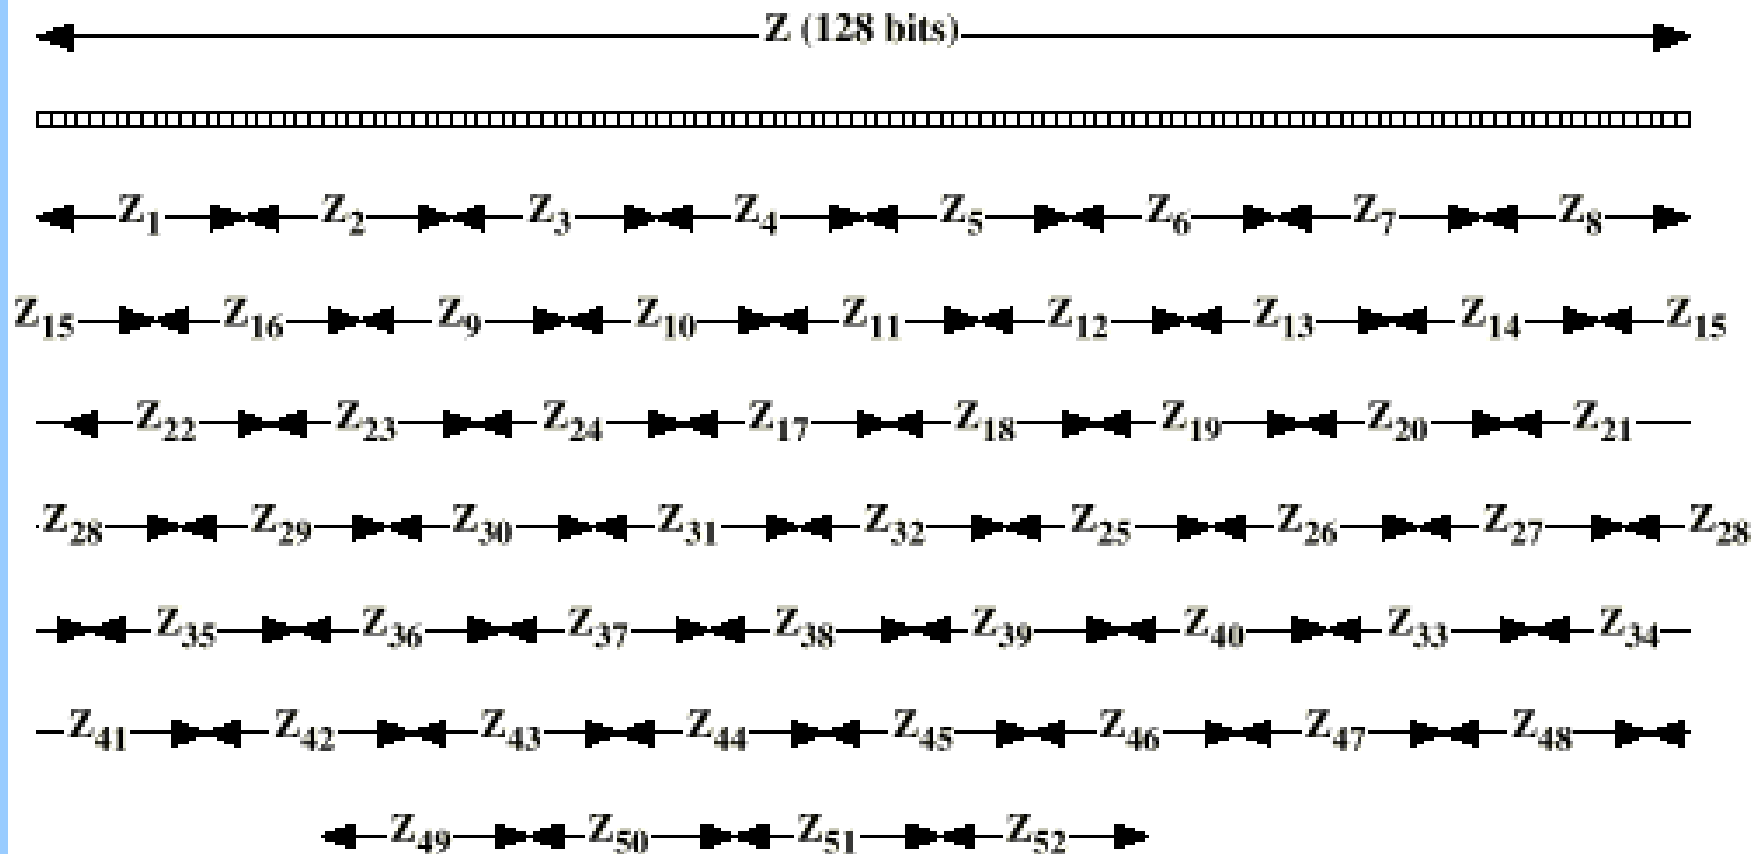 Z (128 bits)
Z₁ Z₂ Z₃ Z₄ Z₅ Z₆ Z₇ Z₈
Z₁₅ Z₁₆ Z₉ Z₁₀ Z₁₁ Z₁₂ Z₁₃ Z₁₄ Z₁₅
Z₂₂ Z₂₃ Z₂₄ Z₁₇ Z₁₈ Z₁₉ Z₂₀ Z₂₁
Z₂₈ Z₂₉ Z₃₀ Z₃₁ Z₃₂ Z₂₅ Z₂₆ Z₂₇ Z₂₈
Z₃₅ Z₃₆ Z₃₇ Z₃₈ Z₃₉ Z₄₀ Z₃₃ Z₃₄
Z₄₁ Z₄₂ Z₄₃ Z₄₄ Z₄₅ Z₄₆ Z₄₇ Z₄₈
Z₄₉ Z₅₀ Z₅₁ Z₅₂